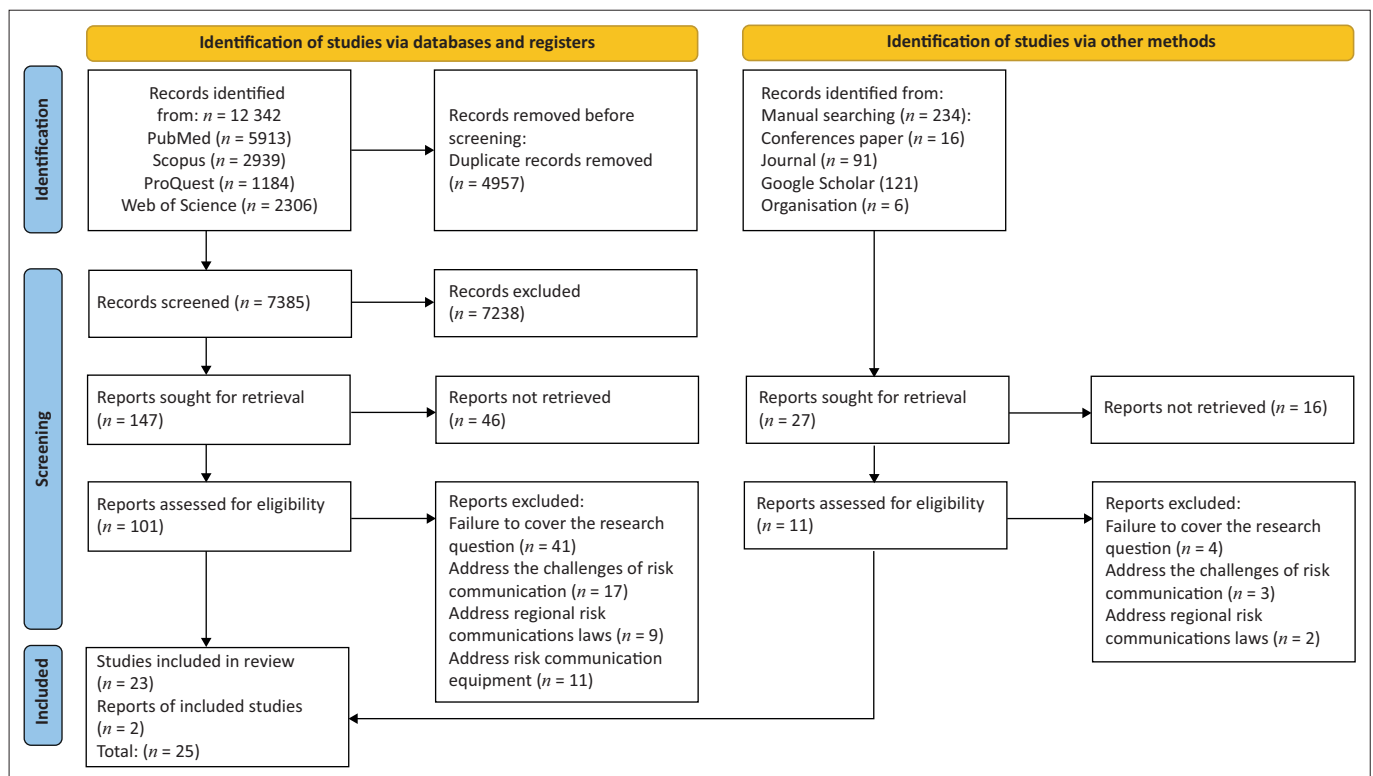 Identification of studies via databases and registers
Identification of studies via other methods
Identification
Records identified
from: n = 12 342
PubMed (n = 5913)
Scopus (n = 2939)
ProQuest (n = 1184)
Web of Science (n = 2306)
Records removed before
screening:
Duplicate records removed
(n = 4957)
Records identified from:
Manual searching (n = 234):
Conferences paper (n = 16)
Journal (n = 91)
Google Scholar (121)
Organisation (n = 6)
Screening
Records screened (n = 7385)
Records excluded
(n = 7238)
Reports sought for retrieval
(n = 147)
Reports not retrieved
(n = 46)
Reports sought for retrieval
(n = 27)
Reports not retrieved (n = 16)
Reports assessed for eligibility
(n = 101)
Reports excluded:
Failure to cover the research
question (n = 41)
Address the challenges of risk
communication (n = 17)
Address regional risk
communications laws (n = 9)
Address risk communication
equipment (n = 11)
Reports assessed for eligibility
(n = 11)
Reports excluded:
Failure to cover the research
question (n = 4)
Address the challenges of risk
communication (n = 3)
Address regional risk
communications laws (n = 2)
Included
Studies included in review
(n = 23)
Reports of included studies
(n = 2)
Total: (n = 25)